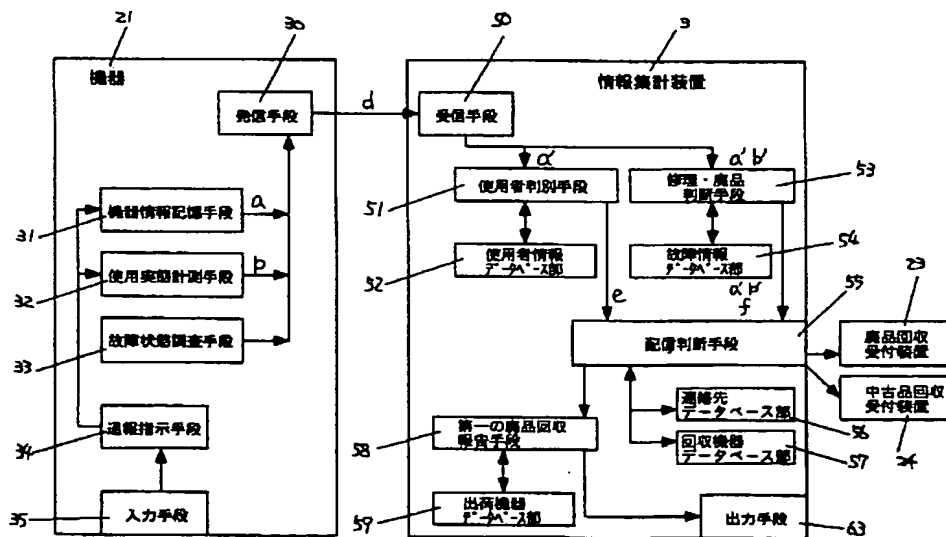 21
30
50
3
機器
情報集計装置
発信手段
d
受信手段
a'
a' b'
53
51
使用者判別手段
修理・廃品
判断手段
31
機器情報記憶手段
a
52
使用者情報
データベース部
故障情報
データベース部
54
32
使用実態計測手段
b
e
a' b'
f
55
23
33
故障状態調査手段
配信判断手段
廃品回収
受付装置
中古品回収
受付装置
24
34
通報指示手段
58
第一の廃品回収
報告手段
連絡先
データベース部
56
回収機器
データベース部
57
35
入力手段
59
出荷機器
データベース部
出力手段
63